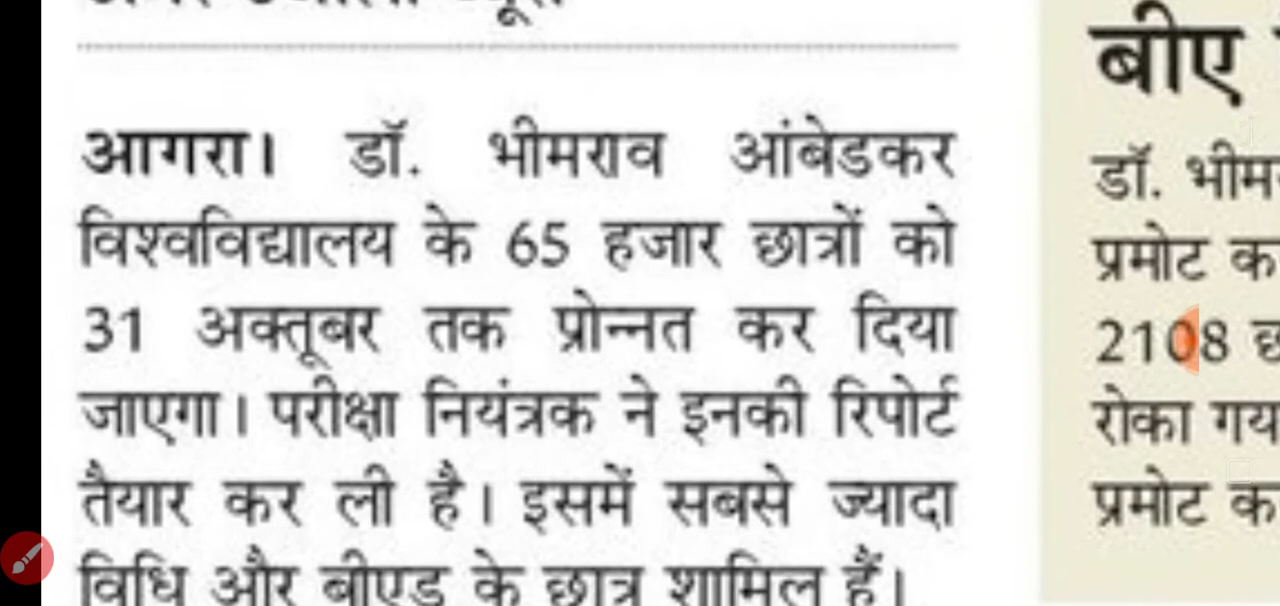 आगरा। डॉ. भीमराव आंबेडकर
विश्वविद्यालय के 65 हजार छात्रों को
31 अक्तूबर तक प्रोन्नत कर दिया
जाएगा। परीक्षा नियंत्रक ने इनकी रिपोर्ट
तैयार कर ली है। इसमें सबसे ज्यादा
विधि और बीएड के छात्र शामिल हैं।
बीए
डॉ.
प्रमोट
2108
रोका
प्रमोट